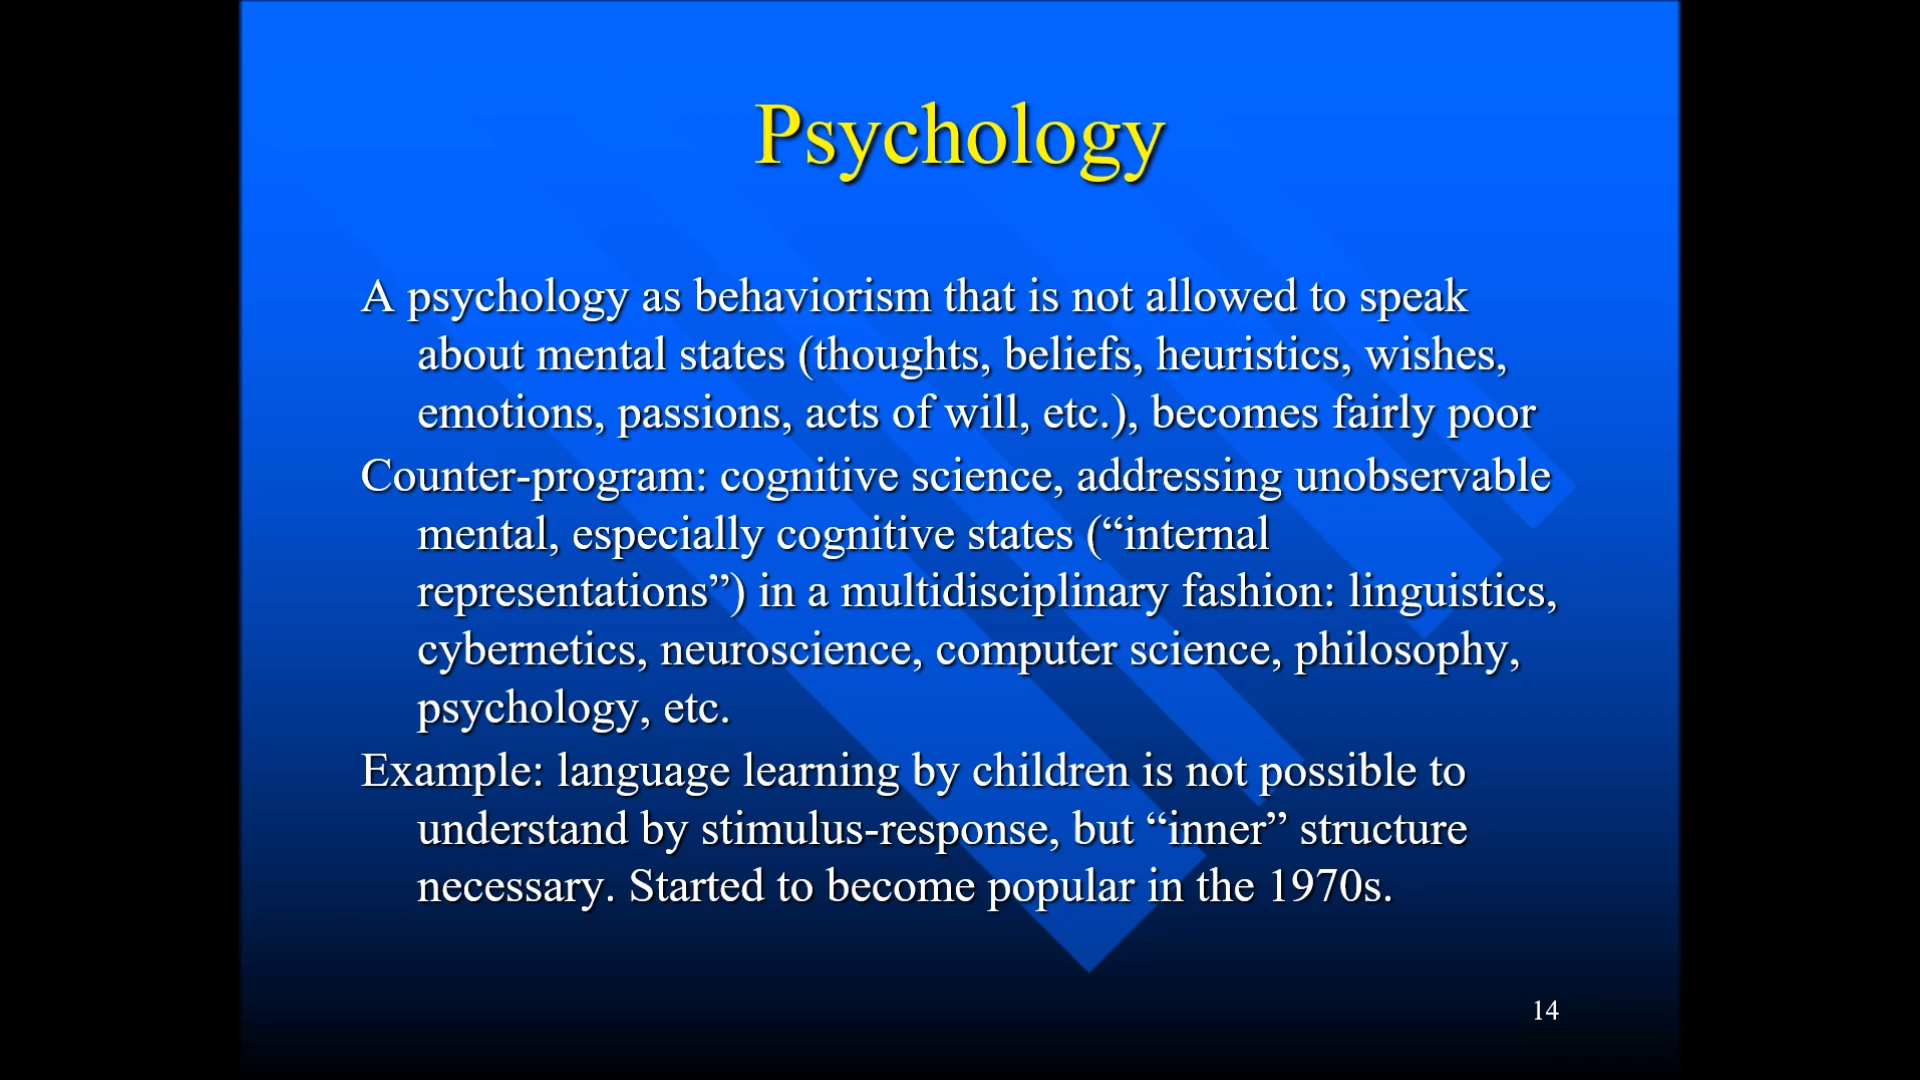 Psychology
A psychology as behaviorism that is not allowed to speak
about mental states (thoughts, beliefs, heuristics, wishes,
emotions, passions, acts of will, etc.), becomes fairly poor
Counter-program: cognitive science, addressing unobservable
mental, especially cognitive states (“internal
representations”) in a multidisciplinary fashion: linguistics,
cybernetics, neuroscience, computer science, philosophy,
psychology, etc.
Example: language learning by children is not possible to
understand by stimulus-response, but “inner” structure
necessary. Started to become popular in the 1970s.
14